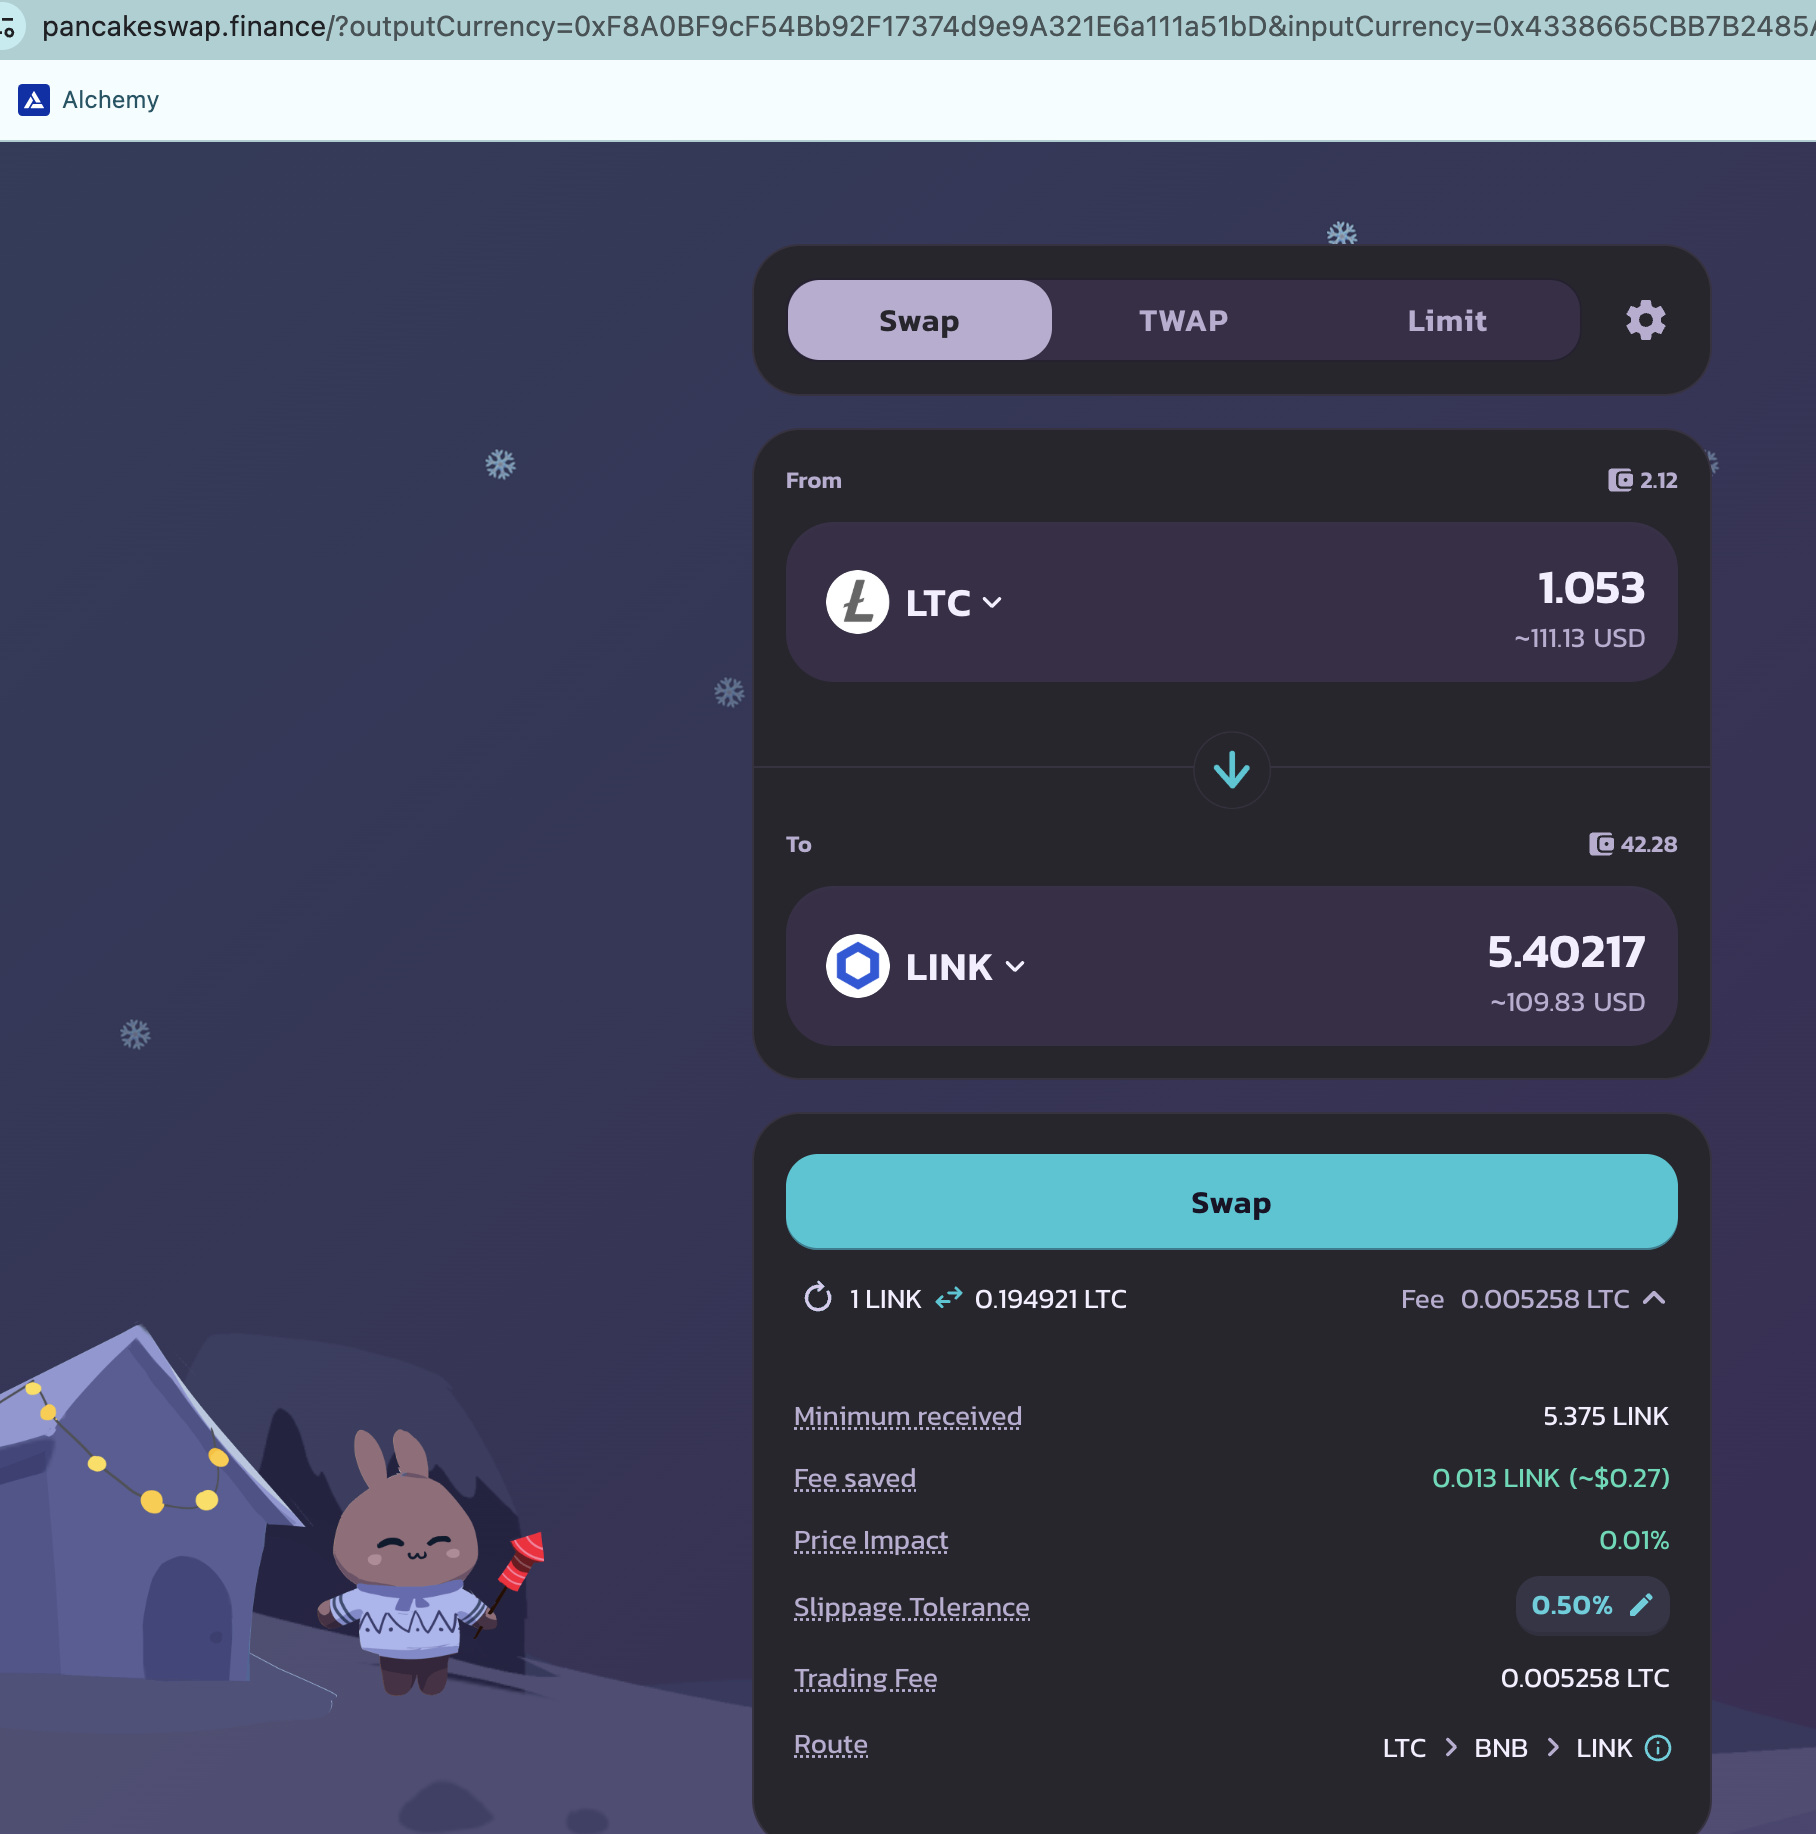 pancakeswap.finance/?outputCurrency=0xF8A0BF9cF54Bb92F17374d9e9A321E6a111a51bD&inputCurrency=0x4338665CBB7B2485A
Alchemy
Swap TWAP Limit
From 2.12
LTC 1.053
~111.13 USD
To 42.28
LINK 5.40217
~109.83 USD
Swap
1 LINK 0.194921 LTC Fee 0.005258 LTC
Minimum received 5.375 LINK
Fee saved 0.013 LINK (~$0.27)
Price Impact 0.01%
Slippage Tolerance 0.50%
Trading Fee 0.005258 LTC
Route LTC > BNB > LINK